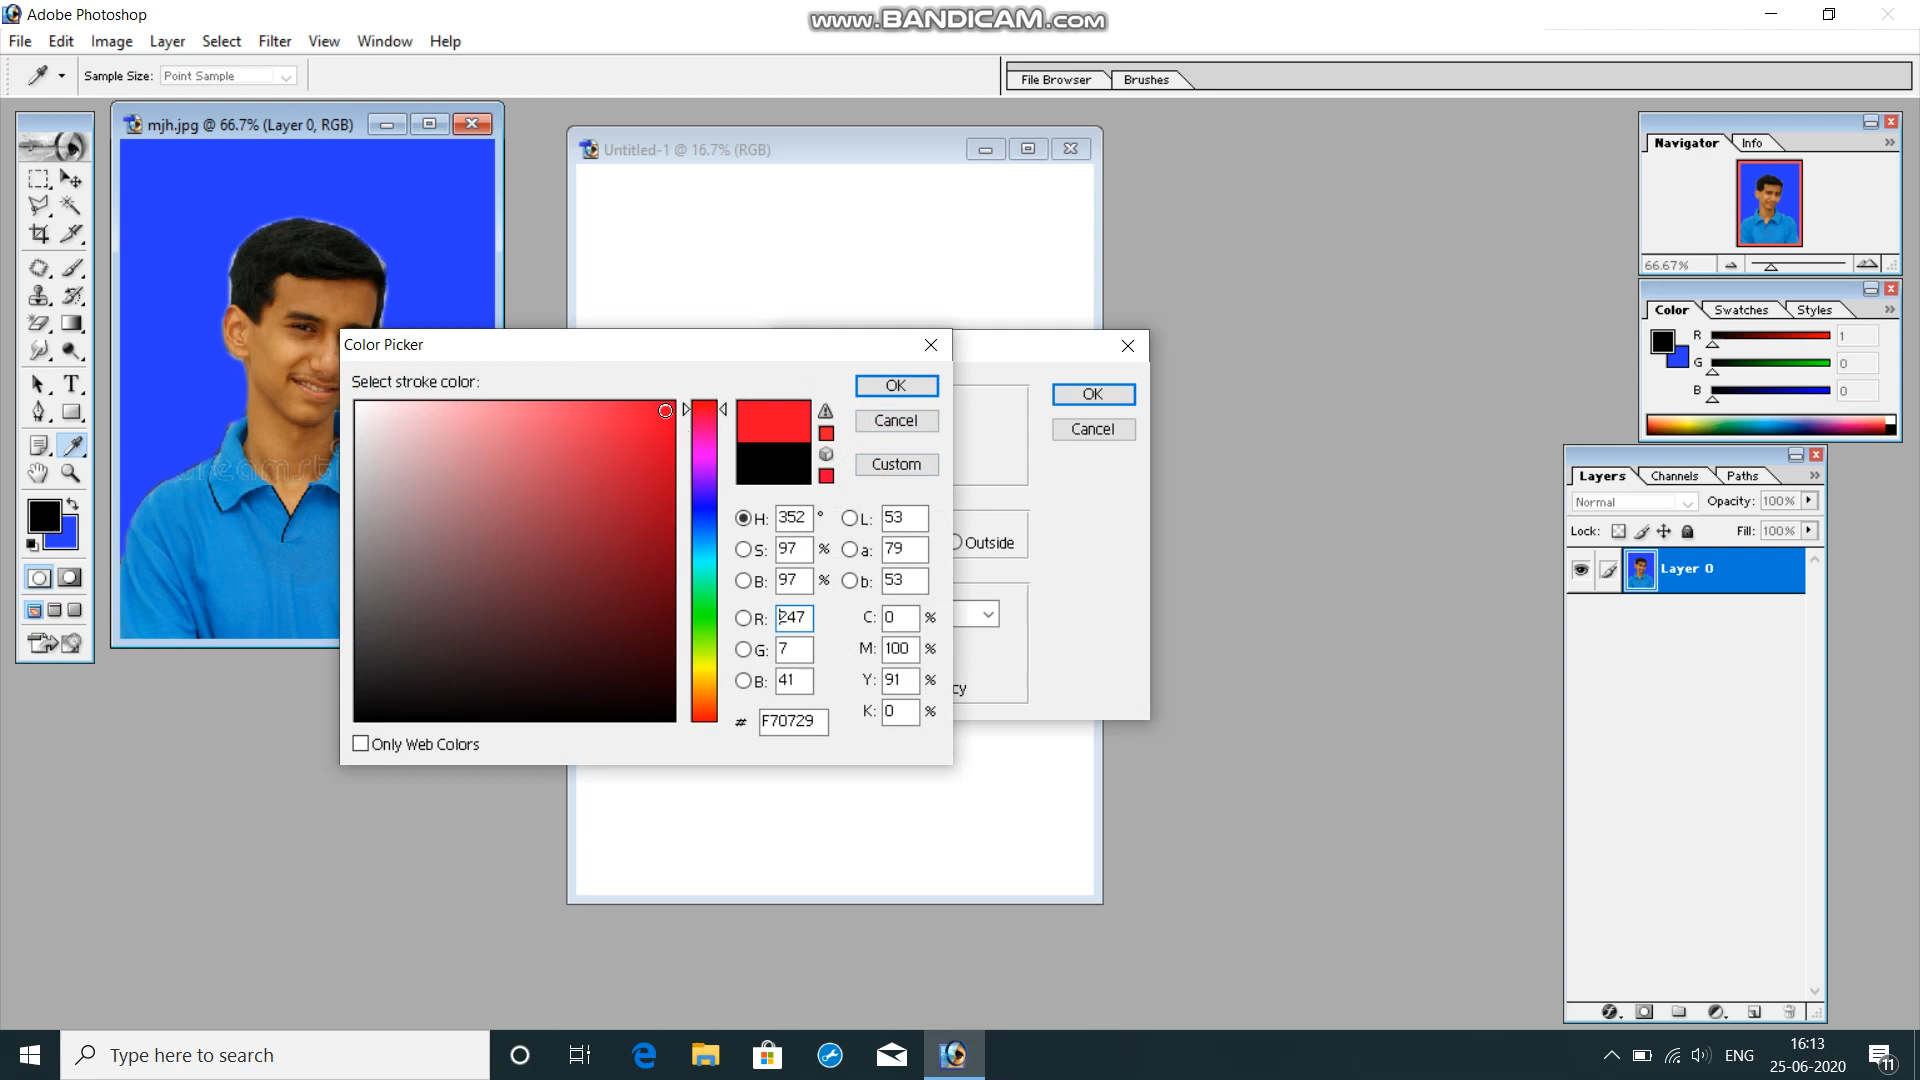 Adobe Photoshop
www.BANDICAM.com
File Edit Image Layer Select Filter View Window Help
Sample Size: Point Sample
File Browser Brushes
mjh.jpg @ 66.7% (Layer 0, RGB)
Untitled-1 @ 16.7% (RGB)
Navigator Info
66.67%
Color Swatches Styles
R 1
G 0
B 0
Color Picker
Select stroke color:
OK
Cancel
Custom
H: 352 ° L: 53
S: 97 % a: 79
B: 97 % b: 53
R: 247 C: 0 %
G: 7 M: 100 %
B: 41 Y: 91 %
# F70729 K: 0 %
Only Web Colors
OK
Cancel
Outside
cy
Layers Channels Paths
Normal Opacity: 100%
Lock: Fill: 100%
Layer 0
T
Type here to search
ENG
16:13
25-06-2020
11